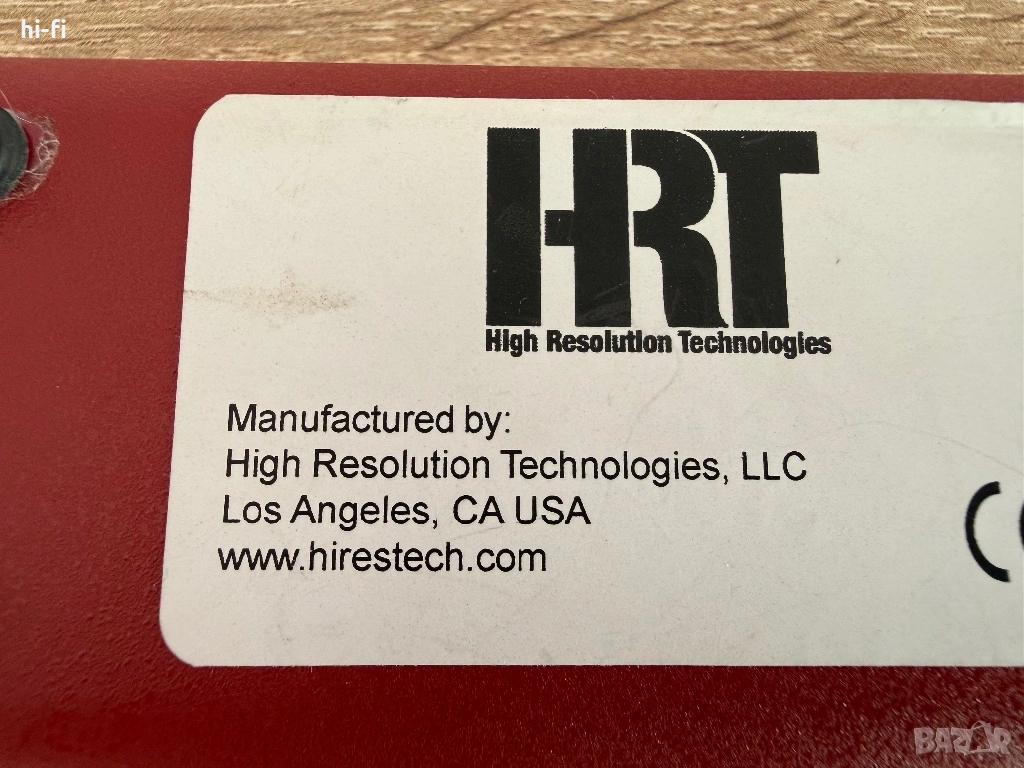 hi-fi
HRT
High Resolution Technologies
Manufactured by:
High Resolution Technologies, LLC
Los Angeles, CA USA
www.hirestech.com
BAZAR